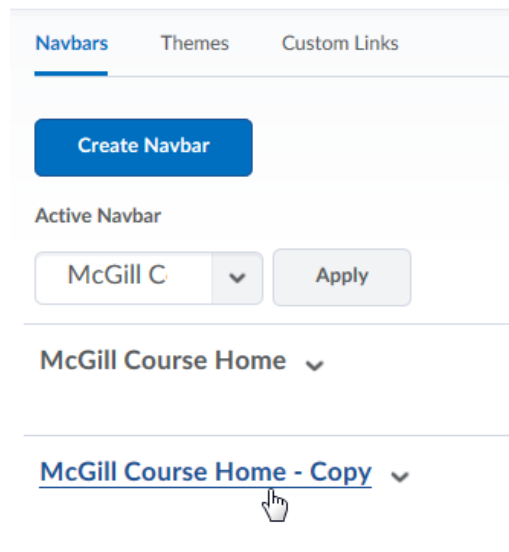 Navbars Themes Custom Links
Create Navbar
Active Navbar
McGill C
Apply
McGill Course Home
McGill Course Home - Copy